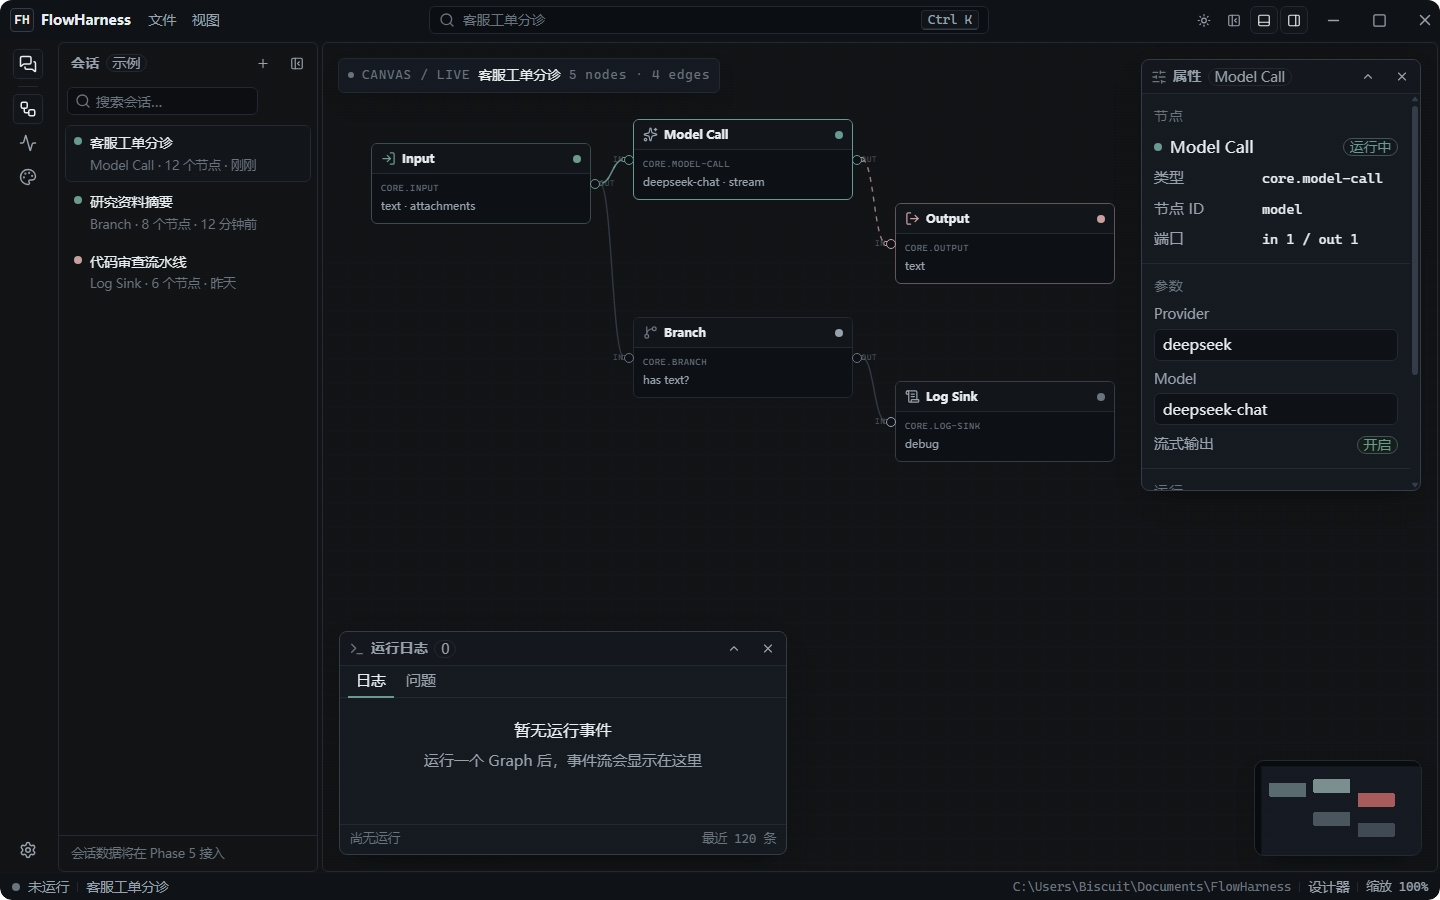 FH FlowHarness 文件 视图
客服工单分诊 Ctrl K
会话 示例
搜索会话...
客服工单分诊
Model Call · 12 个节点 · 刚刚
研究资料摘要
Branch · 8 个节点 · 12 分钟前
代码审查流水线
Log Sink · 6 个节点 · 昨天
会话数据将在 Phase 5 接入
CANVAS / LIVE 客服工单分诊 5 nodes · 4 edges
Input
CORE.INPUT
text · attachments
OUT
IN
Model Call
CORE.MODEL-CALL
deepseek-chat · stream
OUT
IN
Output
CORE.OUTPUT
text
IN
Branch
CORE.BRANCH
has text?
OUT
IN
Log Sink
CORE.LOG-SINK
debug
属性 Model Call
节点
Model Call 运行中
类型 core.model-call
节点 ID model
端口 in 1 / out 1
参数
Provider
deepseek
Model
deepseek-chat
流式输出 开启
运行
运行日志 0
日志 问题
暂无运行事件
运行一个 Graph 后，事件流会显示在这里
尚无运行 最近 120 条
未运行 客服工单分诊
C:\Users\Biscuit\Documents\FlowHarness 设计器 缩放 100%